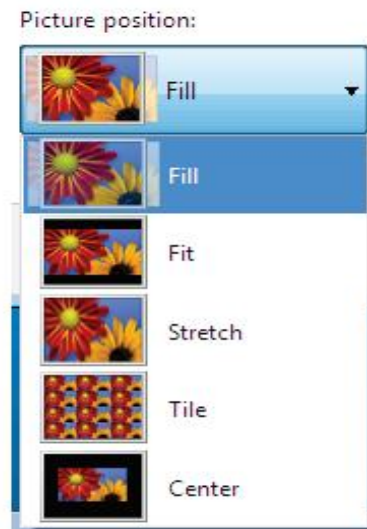 Picture position:
Fill
Fill
Fit
Stretch
Tile
Center